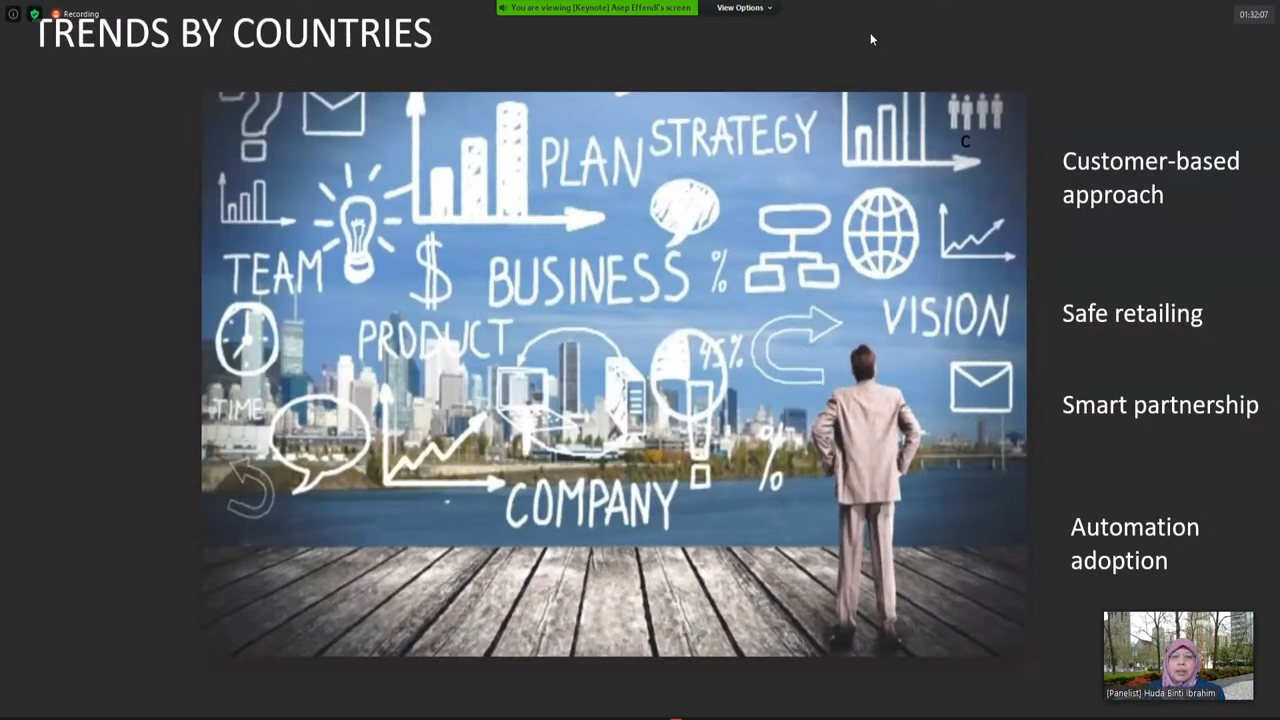 Recording
You are viewing [Keynote] Asep Effendi's screen
View Options
01:32:07
TRENDS BY COUNTRIES
PLAN
STRATEGY
C
TEAM
$
BUSINESS
%
PRODUCT
VISION
45%
TIME
%
COMPANY
Customer-based
approach
Safe retailing
Smart partnership
Automation
adoption
[Panelist] Huda Binti Ibrahim